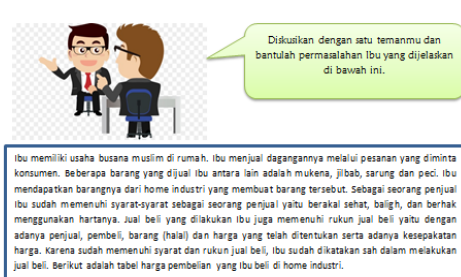 Diskusikan dengan satu temanmu dan
bantulah permasalahan Ibu yang dijelaskan
di bawah ini.
Ibu memiliki usaha busana muslim di rumah. Ibu menjual dagangannya melalui pesanan yang diminta
konsumen. Beberapa barang yang dijual Ibu antara lain adalah mukena, jilbab, sarung dan peci. Ibu
mendapatkan barangnya dari home industri yang membuat barang tersebut. Sebagai seorang penjual
Ibu sudah memenuhi syarat-syarat sebagai seorang penjual yaitu berakal sehat, baligh, dan berhak
menggunakan hartanya. Jual beli yang dilakukan Ibu juga memenuhi rukun jual beli yaitu dengan
adanya penjual, pembeli, barang (halal) dan harga yang telah ditentukan serta adanya kesepakatan
harga. Karena sudah memenuhi syarat dan rukun jual beli, Ibu sudah dikatakan sah dalam melakukan
jual beli. Berikut adalah tabel harga pembelian yang Ibu beli di home industri.